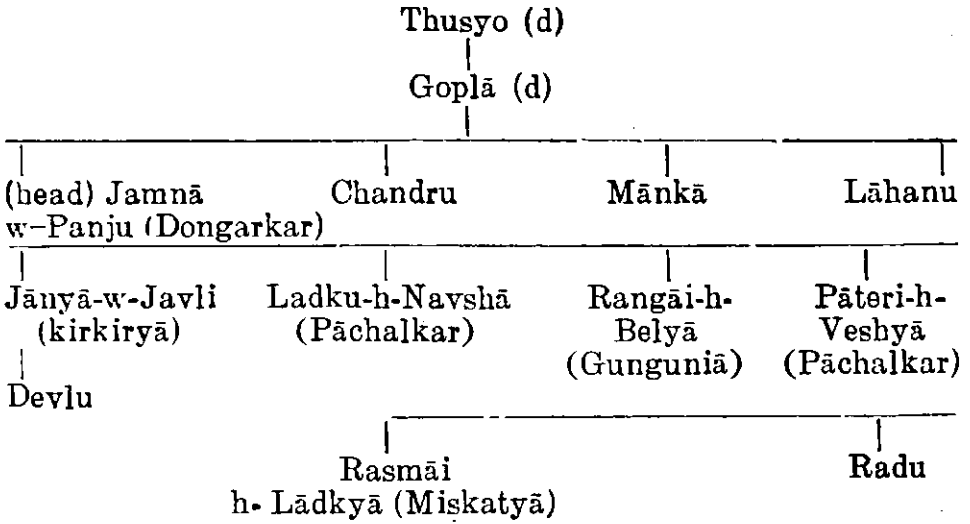 Thusyo (d)
Goplā (d)
(head) Jamnā Chandru Mānkā Lāhanu
w-Panju (Dongarkar)
Jānyā-w-Javli Ladku-h-Navshā Rangāi-h- Pāteri-h-
(kirkiryā) (Pāchalkar) Belyā Veshyā
(Gunguniā) (Pāchalkar)
Devlu
Rasmāi Radu
h- Lādkyā (Miskatyā)